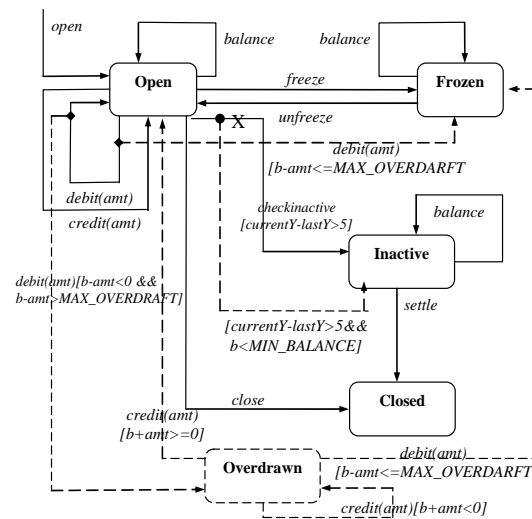 open
balance
balance
Open
Frozen
freeze
unfreeze
X
debit(amt)
[b-amt<=MAX_OVERDARFT
debit(amt)
credit(amt)
checkinactive
[currentY-lastY>5]
balance
Inactive
debit(amt)[b-amt<0 &&
b-amt>MAX_OVERDRAFT]
settle
[currentY-lastY>5&&
b<MIN_BALANCE]
Closed
close
credit(amt)
[b+amt>=0]
Overdrawn
debit(amt)
[b-amt<=MAX_OVERDARFT
credit(amt)[b+amt<0]